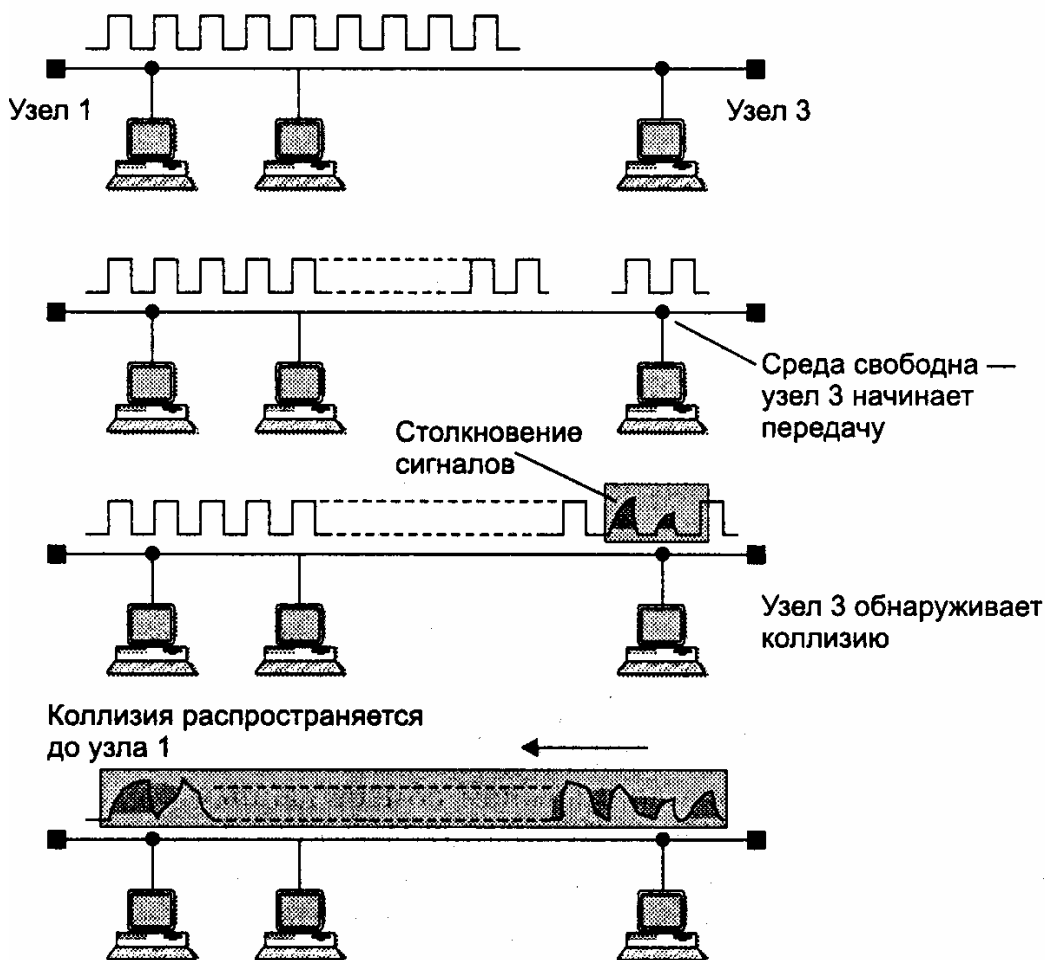 Узел 1
Узел 3
Среда свободна —
узел 3 начинает
передачу
Столкновение
сигналов
Узел 3 обнаруживает
коллизию
Коллизия распространяется
до узла 1